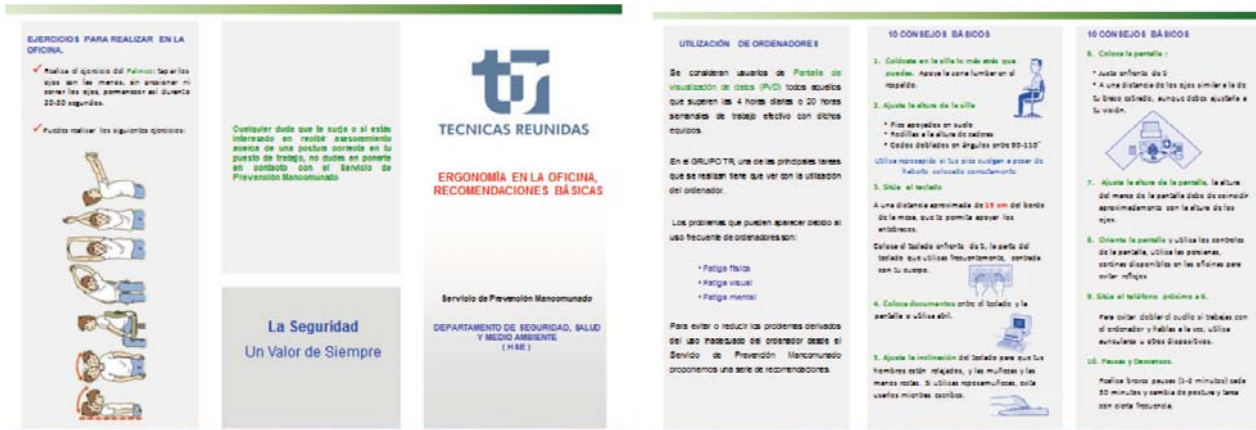 EJERCICIOS PARA REALIZAR EN LA
OFICINA.
Realiza el ejercicio del Palmeo: tapar los
ojos con las manos, sin presionar ni
cerrar los ojos, permanecer así durante
20-30 segundos.
Puedes realizar los siguientes ejercicios:
Cualquier duda que te surja o si estás
interesado en recibir asesoramiento
acerca de una postura correcta en tu
puesto de trabajo, no dudes en ponerte
en contacto con el Servicio de
Prevención Mancomunado
La Seguridad
Un Valor de Siempre
tr
TECNICAS REUNIDAS
ERGONOMÍA EN LA OFICINA,
RECOMENDACIONES BÁSICAS
Servicio de Prevención Mancomunado
DEPARTAMENTO DE SEGURIDAD, SALUD
Y MEDIO AMBIENTE
( HSE )
UTILIZACIÓN DE ORDENADORES
Se consideran usuarios de Pantalla de
visualización de datos (PVD) todos aquellos
que superen las 4 horas diarias o 20 horas
semanales de trabajo efectivo con dichos
equipos.
En el GRUPO TR, una de las principales tareas
que se realizan tiene que ver con la utilización
del ordenador.
Los problemas que pueden aparecer debido al
uso frecuente de ordenadores son:
• Fatiga física
• Fatiga visual
• Fatiga mental
Para evitar o reducir los problemas derivados
del uso inadecuado del ordenador desde el
Servicio de Prevención Mancomunado
proponemos una serie de recomendaciones.
10 CONSEJOS BÁSICOS
1. Colócate en la silla lo más atrás que
puedas. Apoya la zona lumbar en el
respaldo.
2. Ajusta la altura de la silla
• Pies apoyados en suelo
• Rodillas a la altura de caderas
• Codos doblados en ángulos entre 90-110°
Utiliza reposapiés si tus pies cuelgan a pesar de
haberte colocado correctamente.
3. Sitúa el teclado
A una distancia aproximada de 15 cm del borde
de la mesa, que te permita apoyar los
antebrazos.
Coloca el teclado enfrente de ti, la parte del
teclado que utilizas frecuentemente, centrada
con tu cuerpo.
4. Coloca documentos entre el teclado y la
pantalla o utiliza atril.
5. Ajusta la inclinación del teclado para que tus
hombros estén relajados, y las muñecas y las
manos rectas. Si utilizas reposamuñecas, evita
usarlos mientras escribes.
10 CONSEJOS BÁSICOS
6. Coloca la pantalla :
• Justo enfrente de ti
• A una distancia de los ojos similar a la de
tu brazo estirado, aunque debes ajustarla a
tu visión.
7. Ajusta la altura de la pantalla, la altura
del marco de la pantalla debe de coincidir
aproximadamente con la altura de los
ojos.
8. Orienta la pantalla y utiliza los controles
de la pantalla, utiliza las persianas,
cortinas disponibles en las oficinas para
evitar reflejos
9. Sitúa el teléfono próximo a ti.
Para evitar doblar el cuello si trabajas con
el ordenador y hablas a la vez, utiliza
auriculares u otros dispositivos.
10. Pausas y Descansos.
Realiza breves pausas (1-2 minutos) cada
30 minutos y cambia de postura y tarea
con cierta frecuencia.